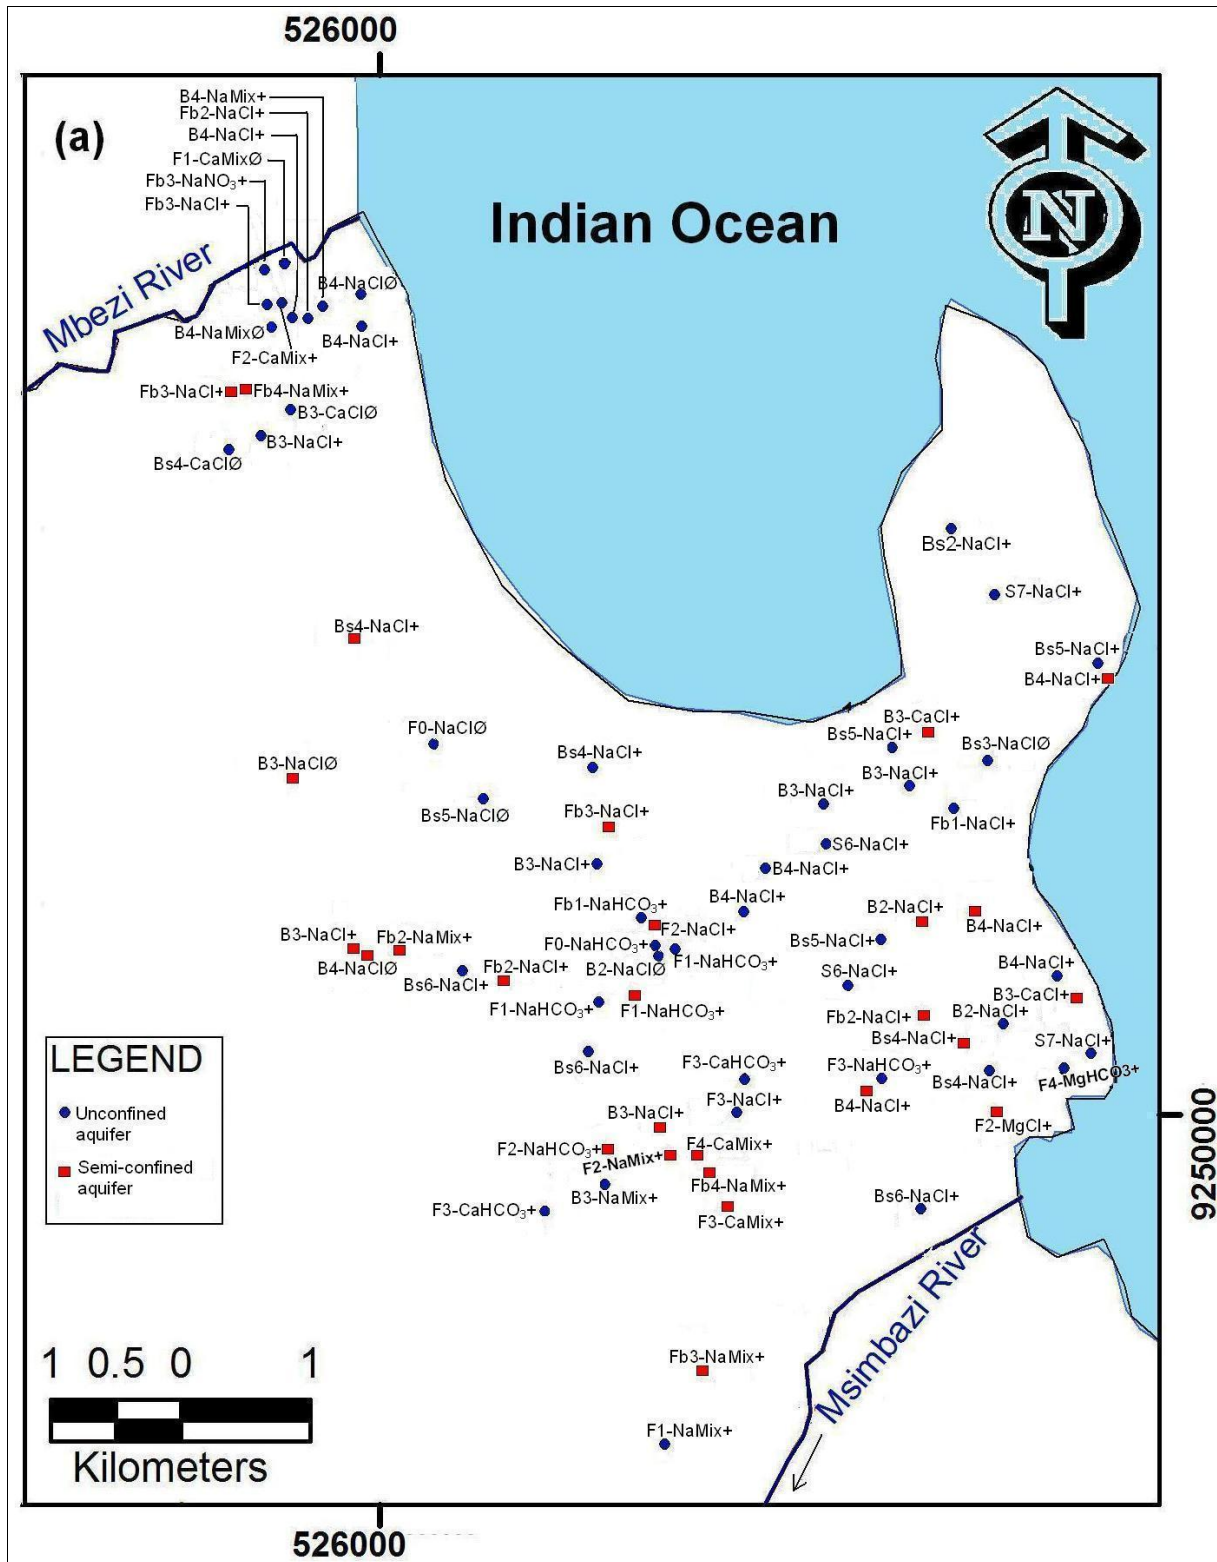 526000
(a)
B4-NaMix+
Fb2-NaCl+
B4-NaCl+
F1-CaMixØ
Fb3-NaNO₃+
Fb3-NaCl+
Indian Ocean
N
Mbezi River
B4-NaClØ
B4-NaMixØ
B4-NaCl+
F2-CaMix+
Fb3-NaCl+
Fb4-NaMix+
B3-CaClØ
B3-NaCl+
Bs4-CaClØ
Bs2-NaCl+
S7-NaCl+
Bs4-NaCl+
Bs5-NaCl+
B4-NaCl+
B3-CaCl+
F0-NaClØ
Bs5-NaCl+
Bs3-NaClØ
Bs4-NaCl+
B3-NaClØ
B3-NaCl+
B3-NaCl+
Bs5-NaClØ
Fb3-NaCl+
Fb1-NaCl+
S6-NaCl+
B3-NaCl+
B4-NaCl+
Fb1-NaHCO₃+
B4-NaCl+
B2-NaCl+
B4-NaCl+
F2-NaCl+
B3-NaCl+
Fb2-NaMix+
F0-NaHCO₃+
Bs5-NaCl+
B4-NaClØ
Fb2-NaCl+
B2-NaClØ
F1-NaHCO₃+
S6-NaCl+
B4-NaCl+
Bs6-NaCl+
B3-CaCl+
F1-NaHCO₃+
F1-NaHCO₃+
Fb2-NaCl+
B2-NaCl+
Bs4-NaCl+
S7-NaCl+
LEGEND
Bs6-NaCl+
F3-CaHCO₃+
F3-NaHCO₃+
Bs4-NaCl+
F4-MgHCO3+
Unconfined
aquifer
F3-NaCl+
B4-NaCl+
B3-NaCl+
F2-MgCl+
9250000
F2-NaHCO₃+
F4-CaMix+
F2-NaMix+
Semi-confined
aquifer
Fb4-NaMix+
B3-NaMix+
Bs6-NaCl+
F3-CaHCO₃+
F3-CaMix+
Msimbazi River
1 0.5 0 1
Kilometers
Fb3-NaMix+
F1-NaMix+
526000